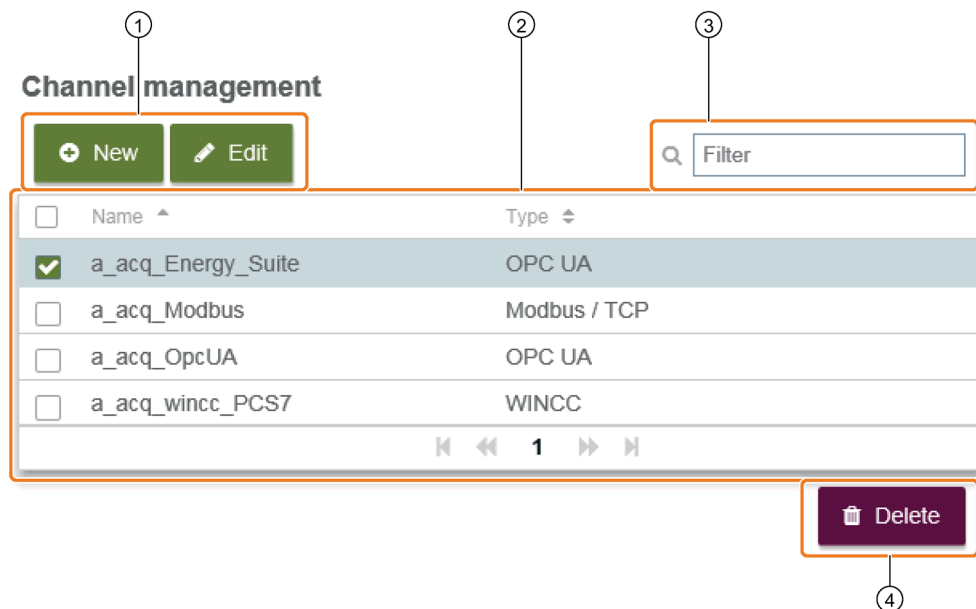 1 2 3
Channel management
New Edit Filter
Name Type
a_acq_Energy_Suite OPC UA
a_acq_Modbus Modbus / TCP
a_acq_OpcUA OPC UA
a_acq_wincc_PCS7 WINCC
1
Delete
4